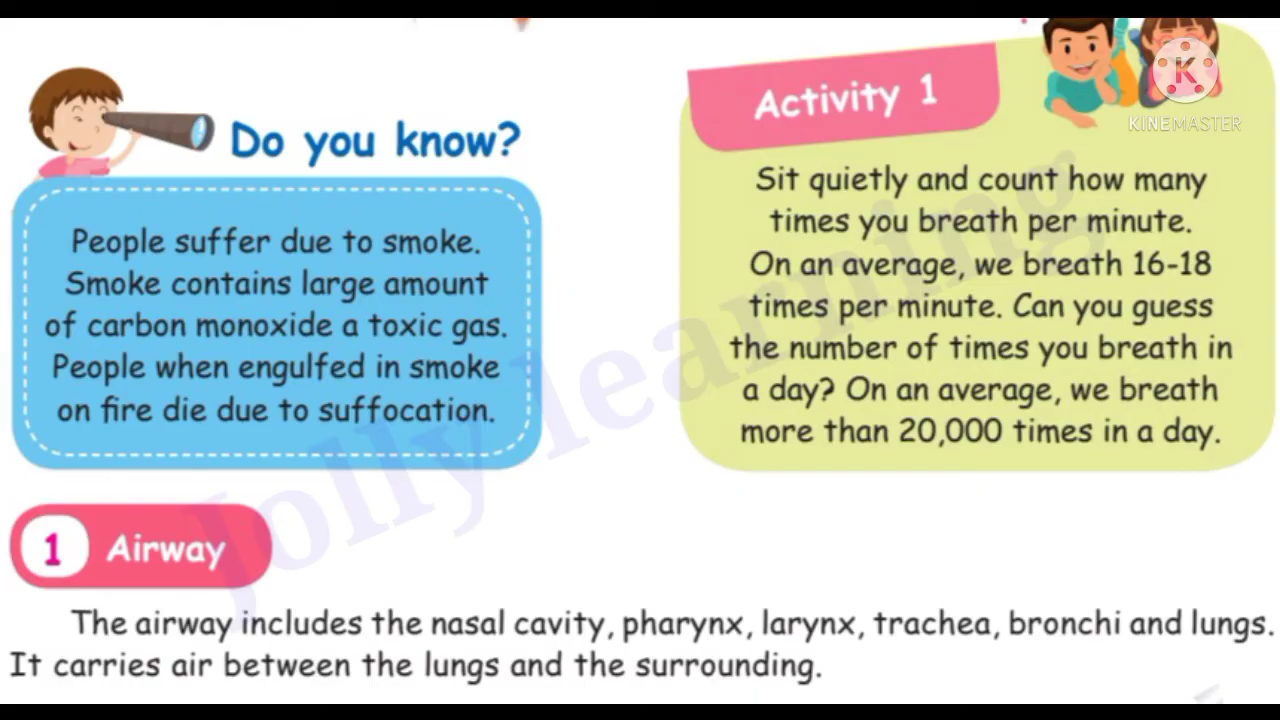 Do you know?
People suffer due to smoke.
Smoke contains large amount
of carbon monoxide a toxic gas.
People when engulfed in smoke
on fire die due to suffocation.
Activity 1
K
KINEMASTER
Sit quietly and count how many
times you breath per minute.
On an average, we breath 16-18
times per minute. Can you guess
the number of times you breath in
a day? On an average, we breath
more than 20,000 times in a day.
Jolly learning
1 Airway
The airway includes the nasal cavity, pharynx, larynx, trachea, bronchi and lungs.
It carries air between the lungs and the surrounding.